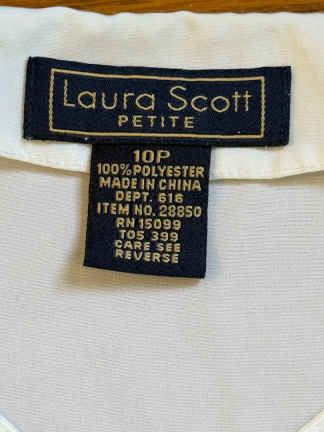 Laura Scott
PETITE
10P
100% POLYESTER
MADE IN CHINA
DEPT. 616
ITEM NO. 28850
RN 15099
TO5 399
CARE SEE
REVERSE